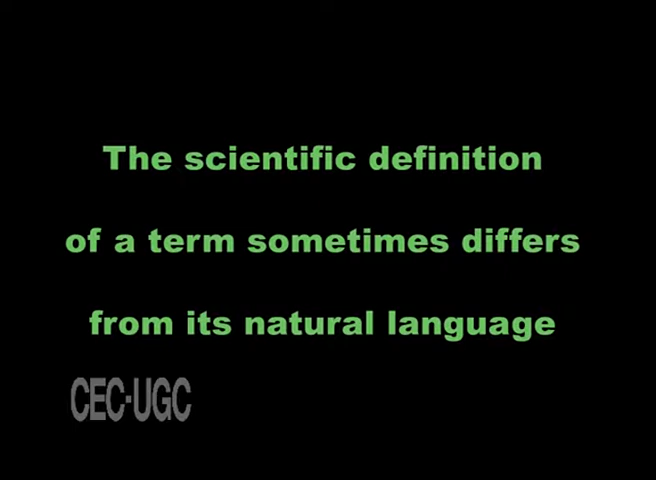 The scientific definition
of a term sometimes differs
from its natural language
CEC-UGC